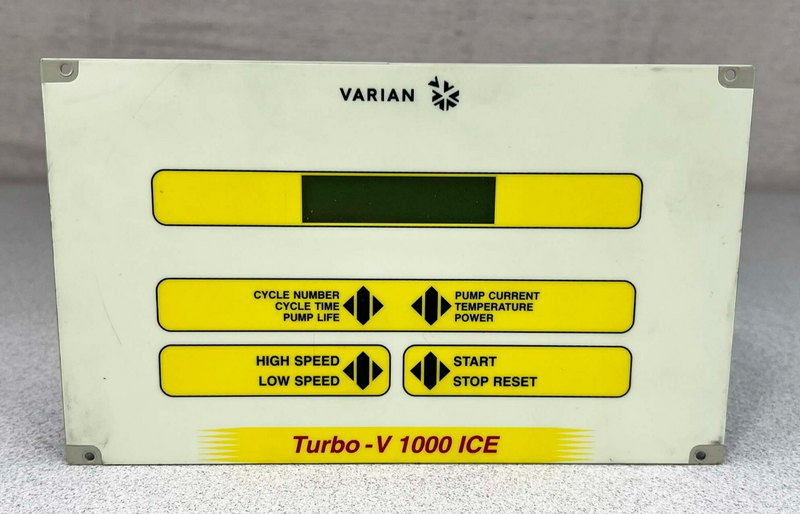 VARIAN
CYCLE NUMBER
CYCLE TIME
PUMP LIFE
PUMP CURRENT
TEMPERATURE
POWER
HIGH SPEED
LOW SPEED
START
STOP RESET
Turbo-V 1000 ICE